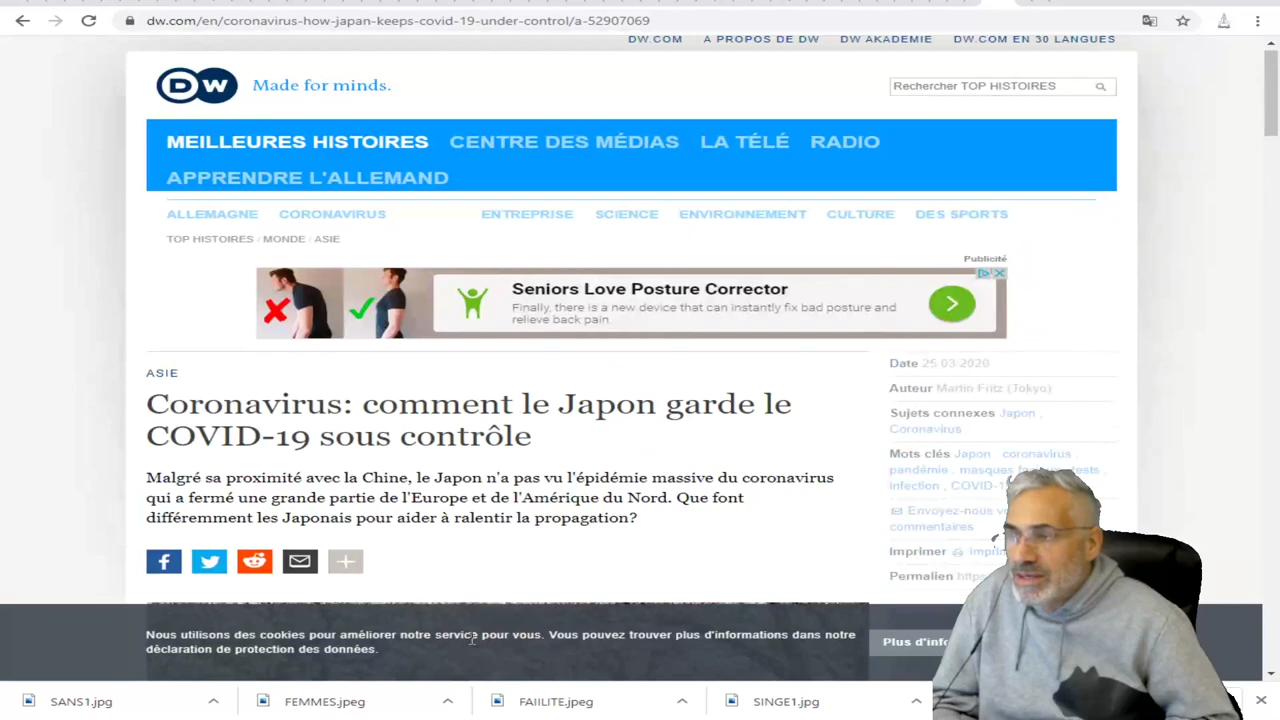 dw.com/en/coronavirus-how-japan-keeps-covid-19-under-control/a-52907069
DW.COM A PROPOS DE DW DW AKADEMIE DW.COM EN 30 LANGUES
DW Made for minds.
Rechercher TOP HISTOIRES
MEILLEURES HISTOIRES CENTRE DES MÉDIAS LA TÉLÉ RADIO
APPRENDRE L'ALLEMAND
ALLEMAGNE CORONAVIRUS ENTREPRISE SCIENCE ENVIRONNEMENT CULTURE DES SPORTS
TOP HISTOIRES / MONDE / ASIE
Publicité
Seniors Love Posture Corrector
Finally, there is a new device that can instantly fix bad posture and
relieve back pain.
ASIE
Coronavirus: comment le Japon garde le
COVID-19 sous contrôle
Malgré sa proximité avec la Chine, le Japon n'a pas vu l'épidémie massive du coronavirus
qui a fermé une grande partie de l'Europe et de l'Amérique du Nord. Que font
différemment les Japonais pour aider à ralentir la propagation?
Date 25.03.2020
Auteur Martin Fritz (Tokyo)
Sujets connexes Japon ,
Coronavirus
Mots clés Japon coronavirus ,
pandémie , masques tests ,
infection , COVID-1
Envoyez-nous v
commentaires
Imprimer
Permalien
Nous utilisons des cookies pour améliorer notre service pour vous. Vous pouvez trouver plus d'informations dans notre
déclaration de protection des données.
Plus d'info
SANS1.jpg FEMMES.jpeg FAIILITE.jpeg SINGE1.jpg